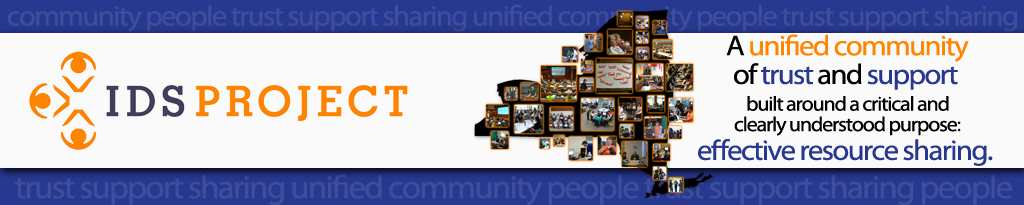 community people trust support sharing unified community people trust support sharing
IDS PROJECT
A unified community
of trust and support
built around a critical and
clearly understood purpose:
effective resource sharing.
trust support sharing unified community people trust support sharing people